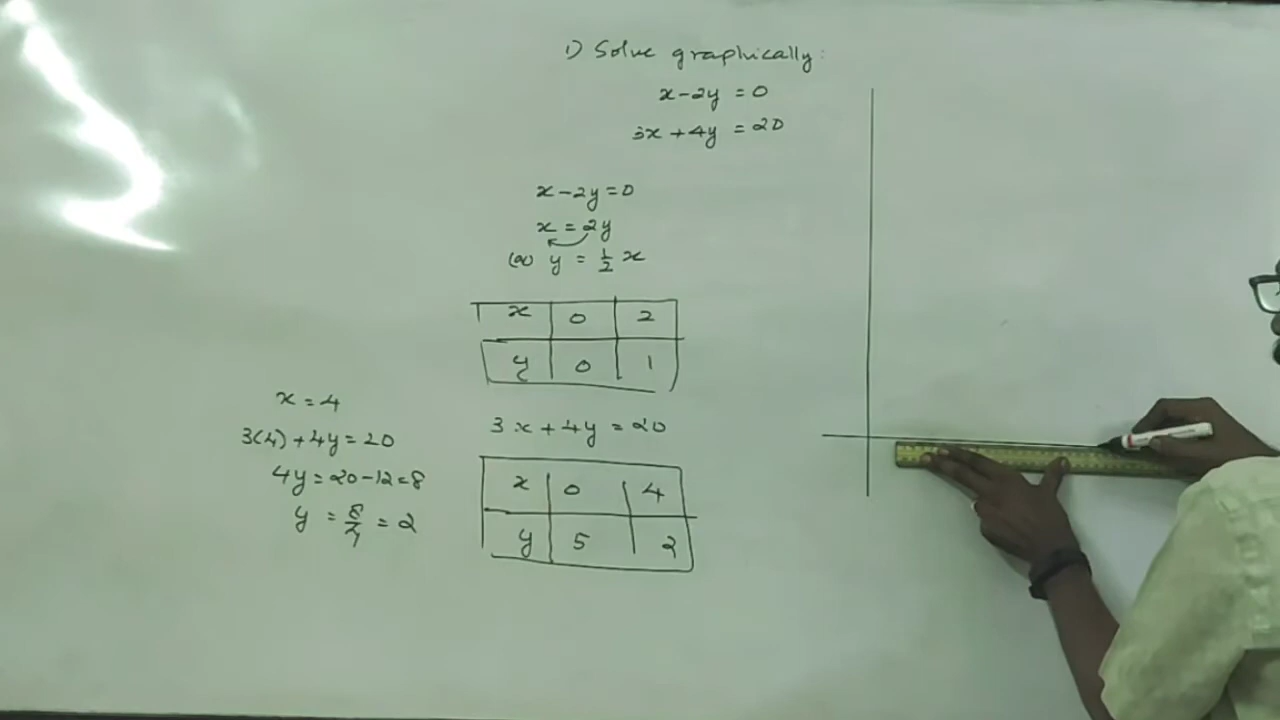 1) Solve graphically:
x-2y = 0
3x + 4y = 20
x-2y=0
x = 2y
(or) y = 1/2 x
x 0 2
y 0 1
3x+4y = 20
x 0 4
y 5 2
x = 4
3(4) + 4y = 20
4y = 20-12 = 8
y = 8/4 = 2